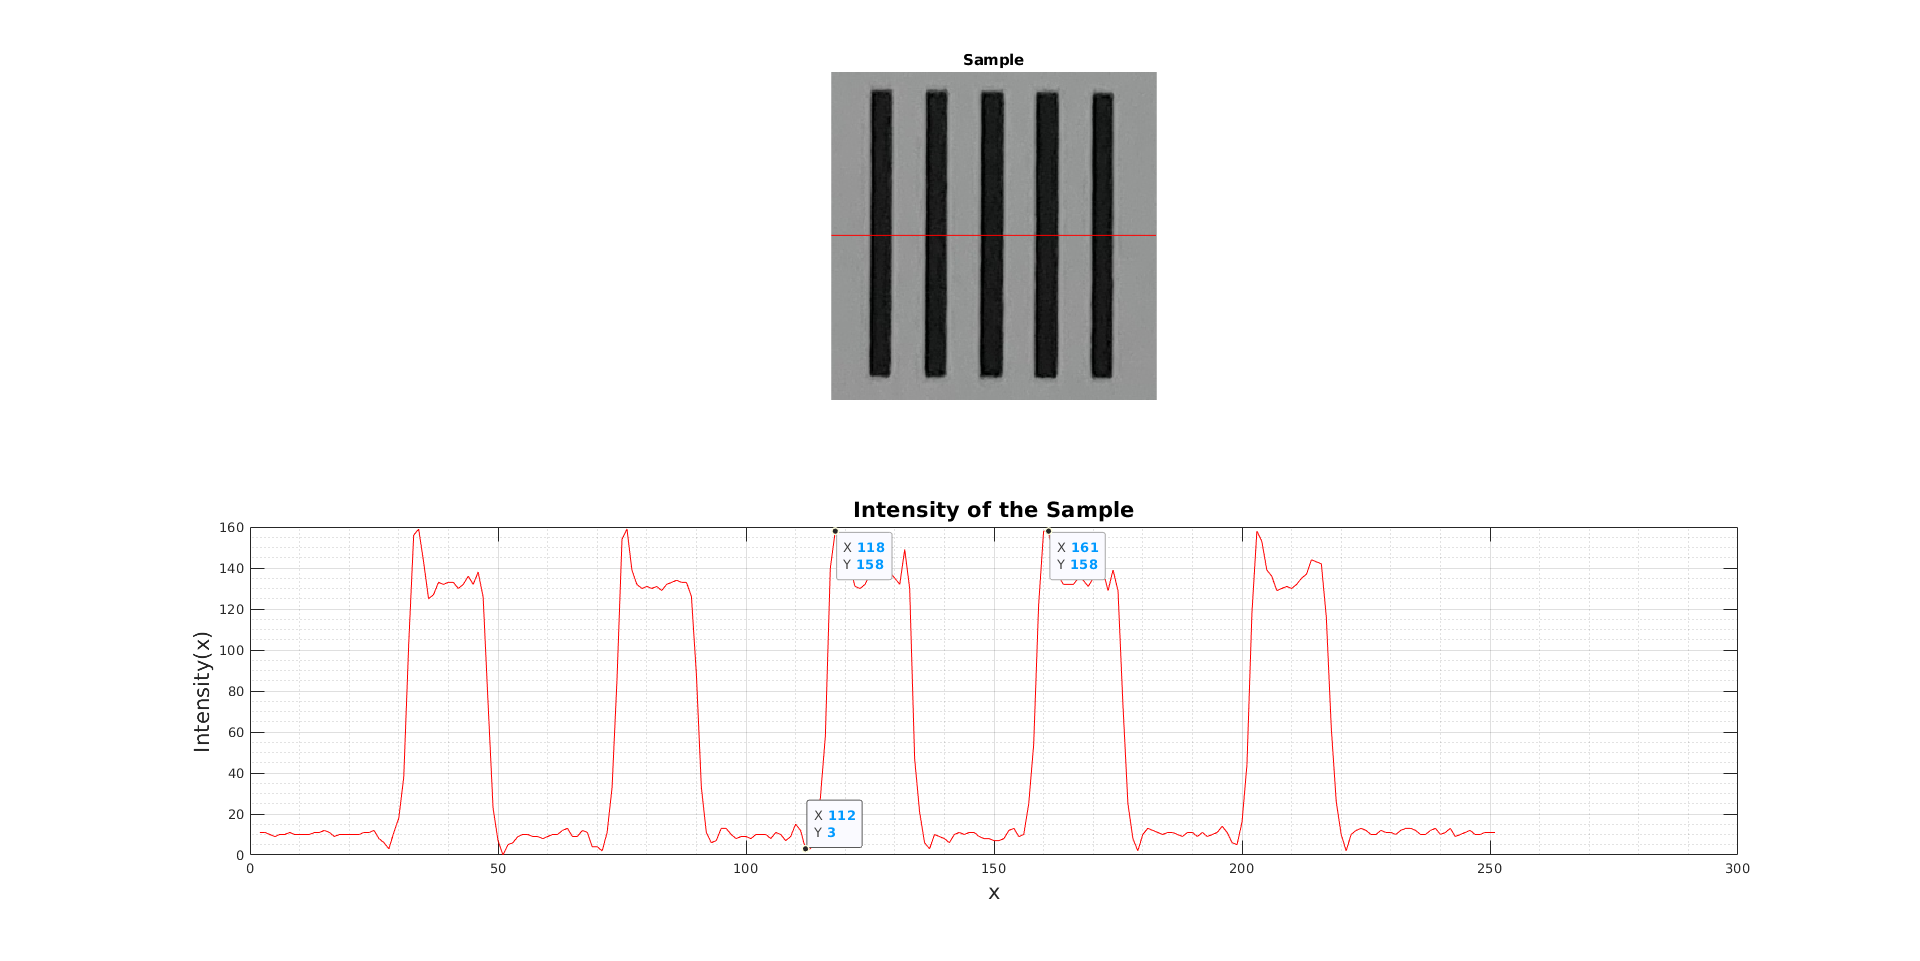 Sample
Intensity of the Sample
Intensity(x)
160
140
120
100
80
60
40
20
0
X 118
Y 158
X 161
Y 158
X 112
Y 3
0 50 100 150 200 250 300
x